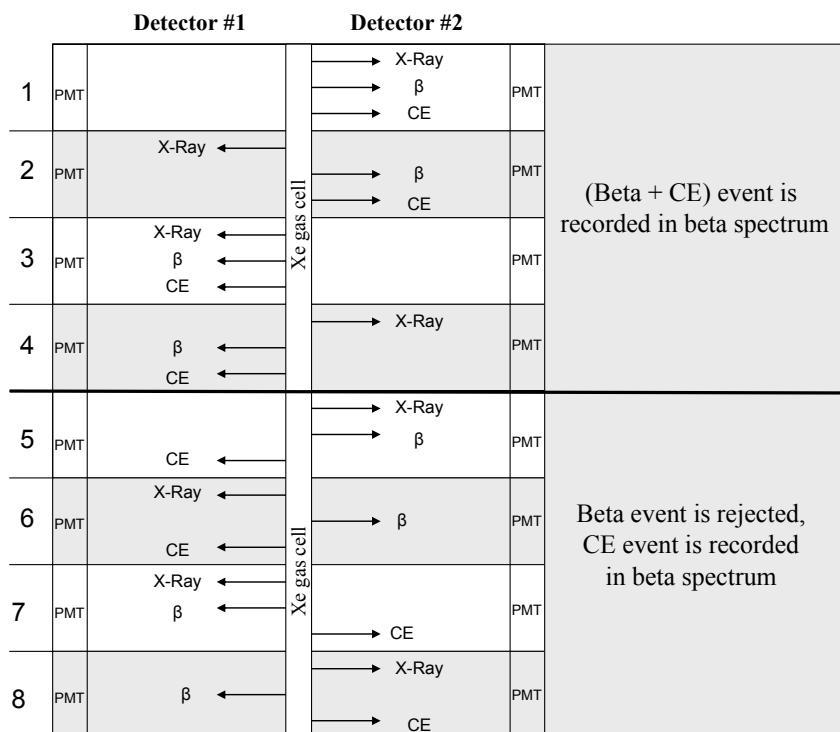 Detector #1 Detector #2
X-Ray
1 PMT β PMT
CE
X-Ray
2 PMT β PMT
CE
(Beta + CE) event is
recorded in beta spectrum
Xe gas cell
X-Ray
3 PMT β PMT
CE
X-Ray
4 PMT β PMT
CE
X-Ray
5 PMT β PMT
CE
X-Ray
6 PMT β PMT
CE
Beta event is rejected,
CE event is recorded
in beta spectrum
Xe gas cell
X-Ray
7 PMT β PMT
CE
X-Ray
8 PMT β PMT
CE